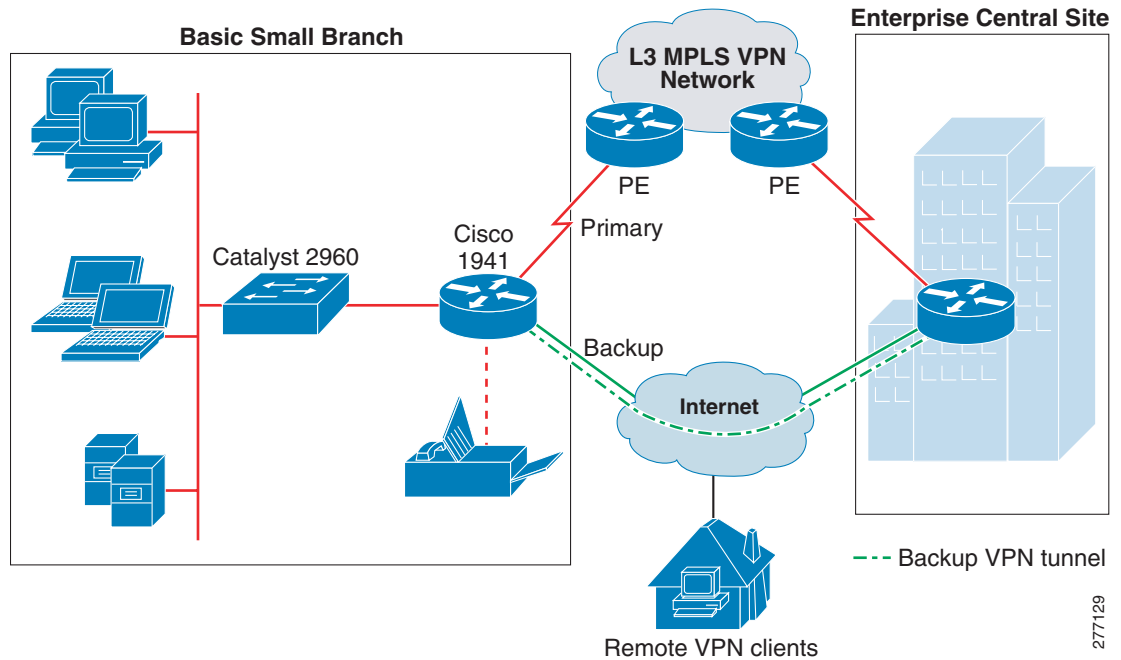 Enterprise Central Site
Basic Small Branch
L3 MPLS VPN
Network
PE
PE
Primary
Cisco
1941
Catalyst 2960
Backup
Internet
Backup VPN tunnel
Remote VPN clients
277129